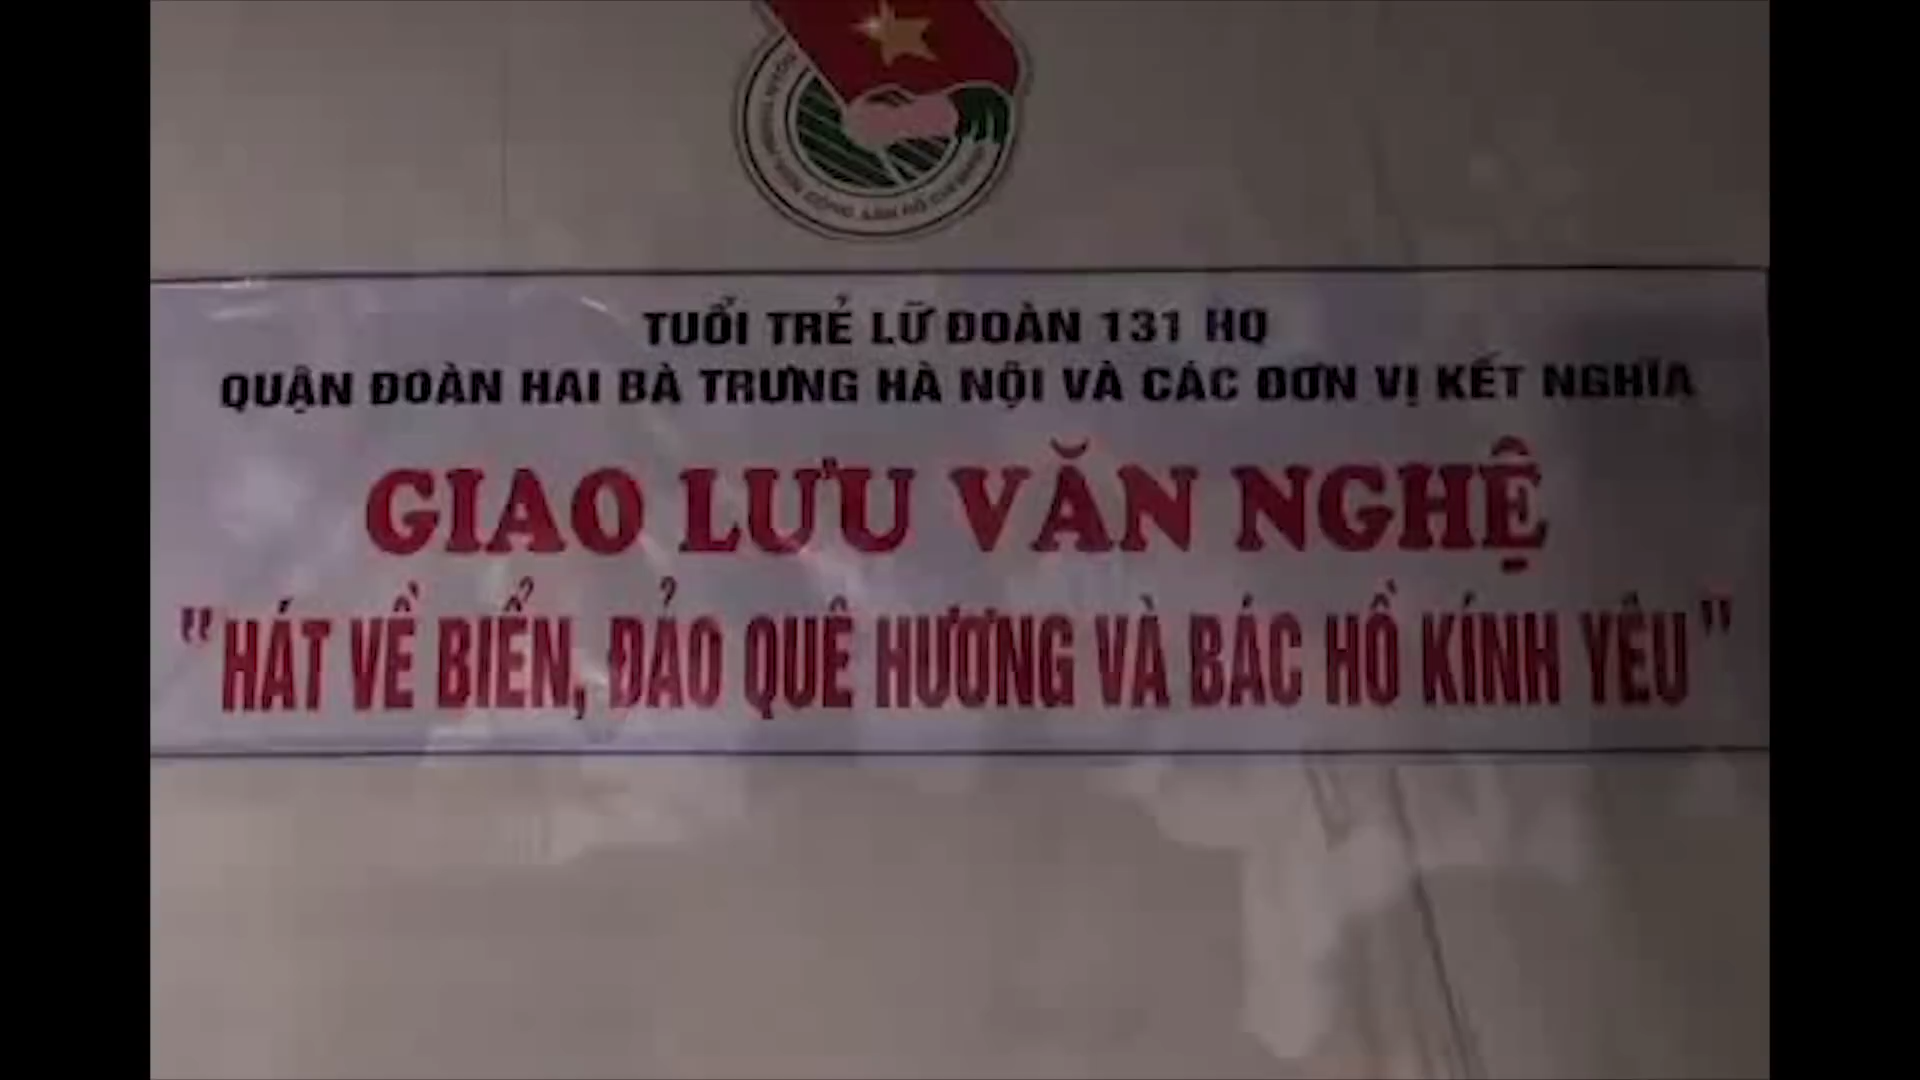 TUỔI TRẺ LỮ ĐOÀN 131 HQ
QUẬN ĐOÀN HAI BÀ TRƯNG HÀ NỘI VÀ CÁC ĐƠN VỊ KẾT NGHĨA
GIAO LƯU VĂN NGHỆ
"HÁT VỀ BIỂN, ĐẢO QUÊ HƯƠNG VÀ BÁC HỒ KÍNH YÊU"